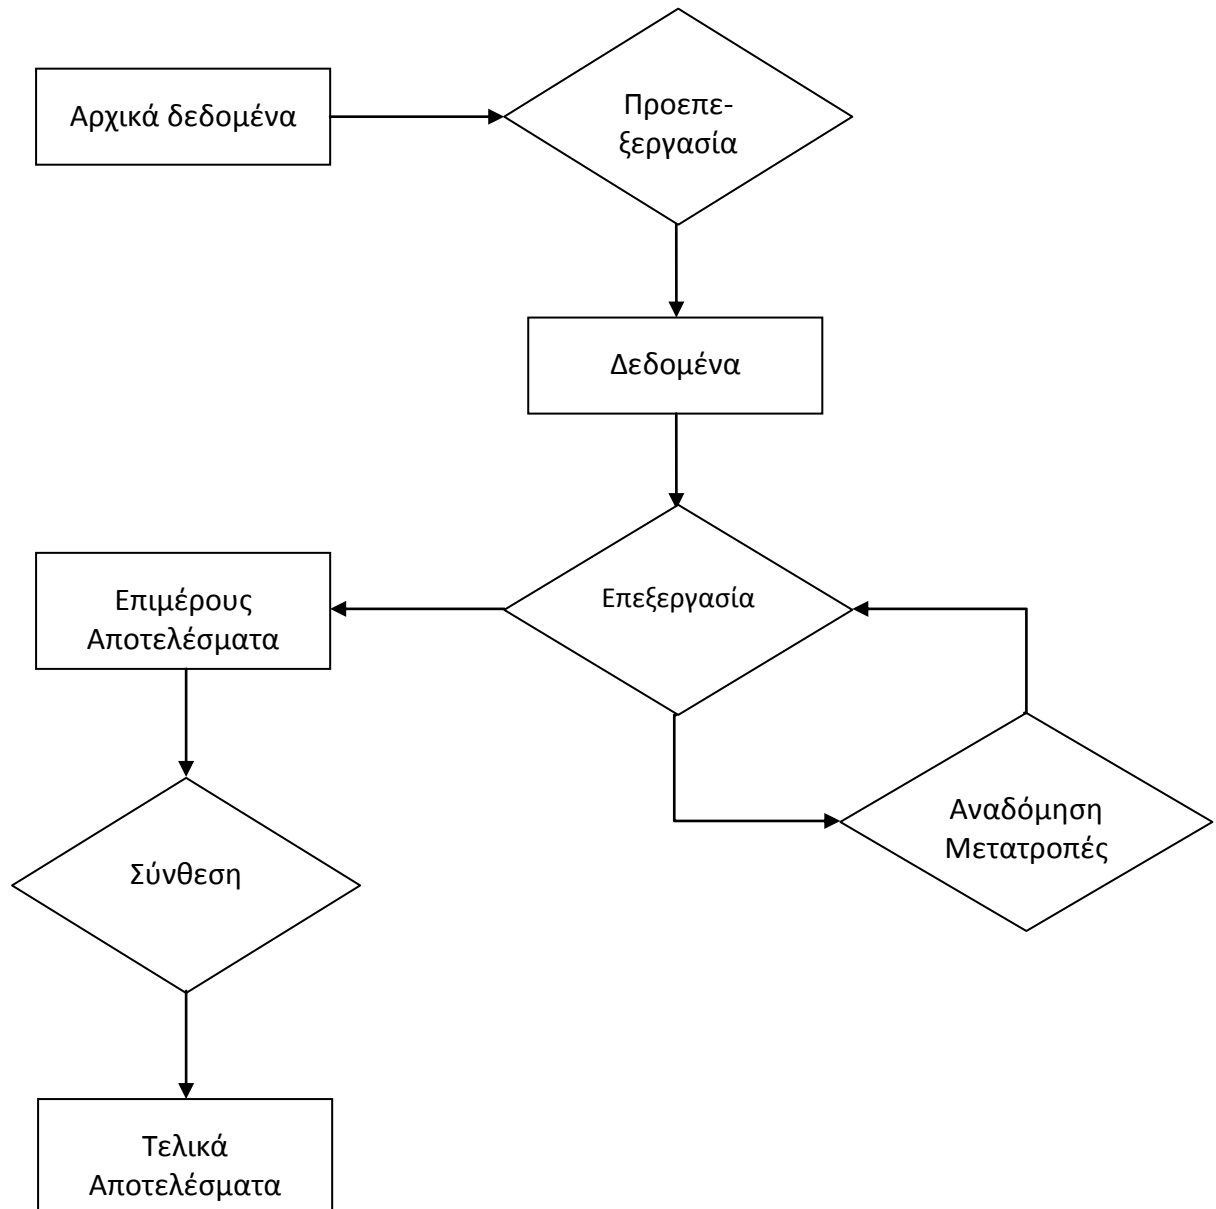 Αρχικά δεδομένα
Προεπε-
ξεργασία
Δεδομένα
Επεξεργασία
Επιμέρους
Αποτελέσματα
Αναδόμηση
Μετατροπές
Σύνθεση
Τελικά
Αποτελέσματα